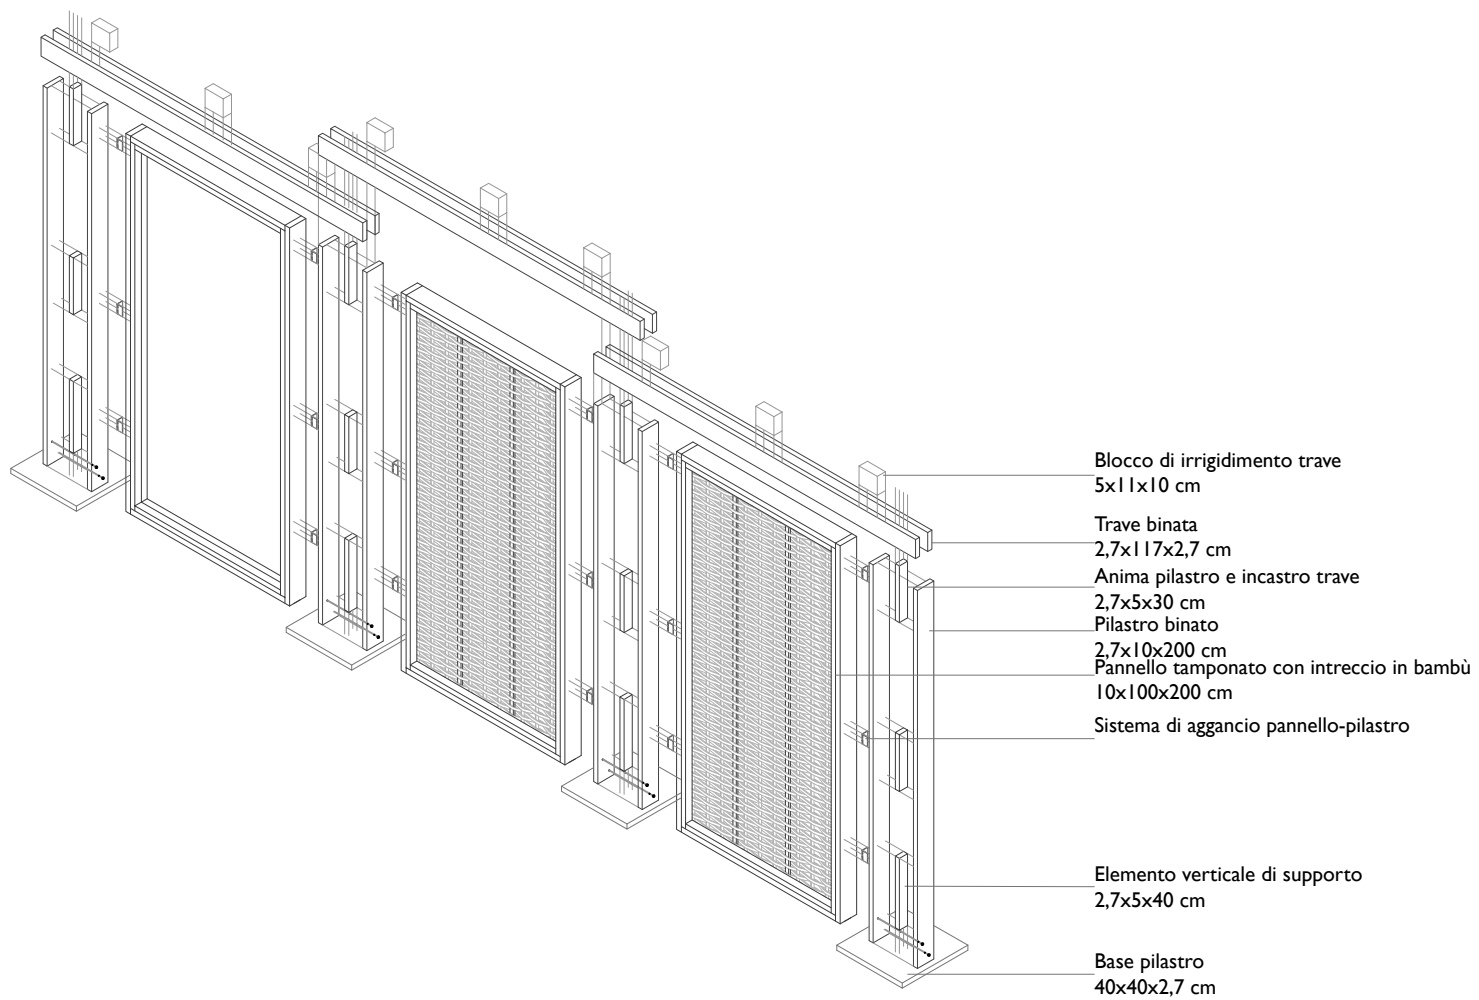 Blocco di irrigidimento trave
5x11x10 cm
Trave binata
2,7x117x2,7 cm
Anima pilastro e incastro trave
2,7x5x30 cm
Pilastro binato
2,7x10x200 cm
Pannello tamponato con intreccio in bambù
10x100x200 cm
Sistema di aggancio pannello-pilastro
Elemento verticale di supporto
2,7x5x40 cm
Base pilastro
40x40x2,7 cm